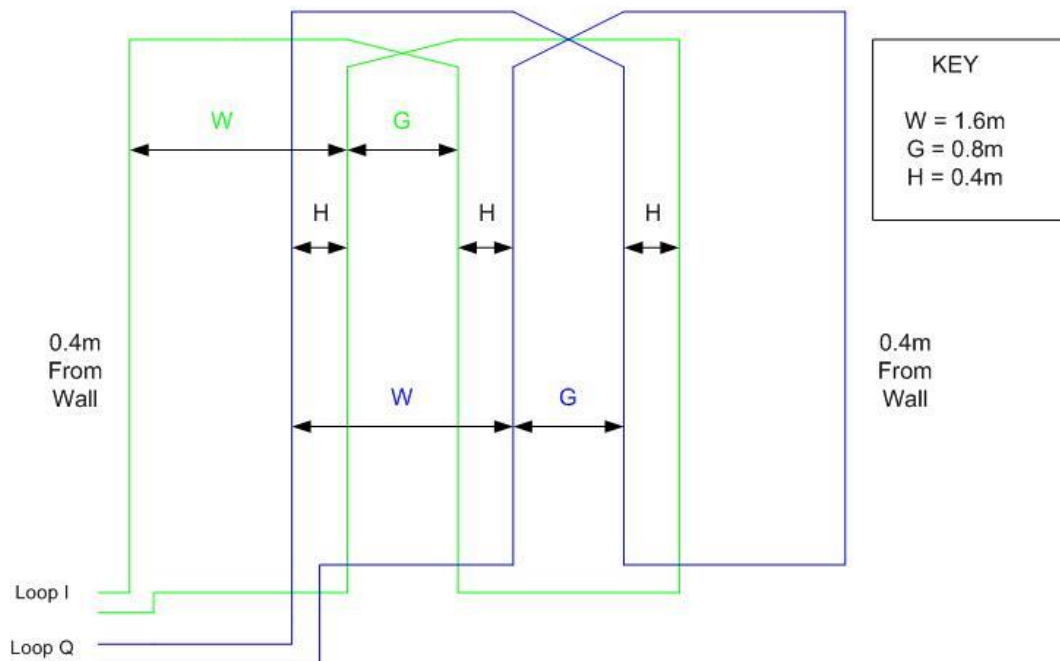 KEY
W = 1.6m
G = 0.8m
H = 0.4m
W
G
H
H
H
0.4m
From
Wall
0.4m
From
Wall
W
G
Loop I
Loop Q